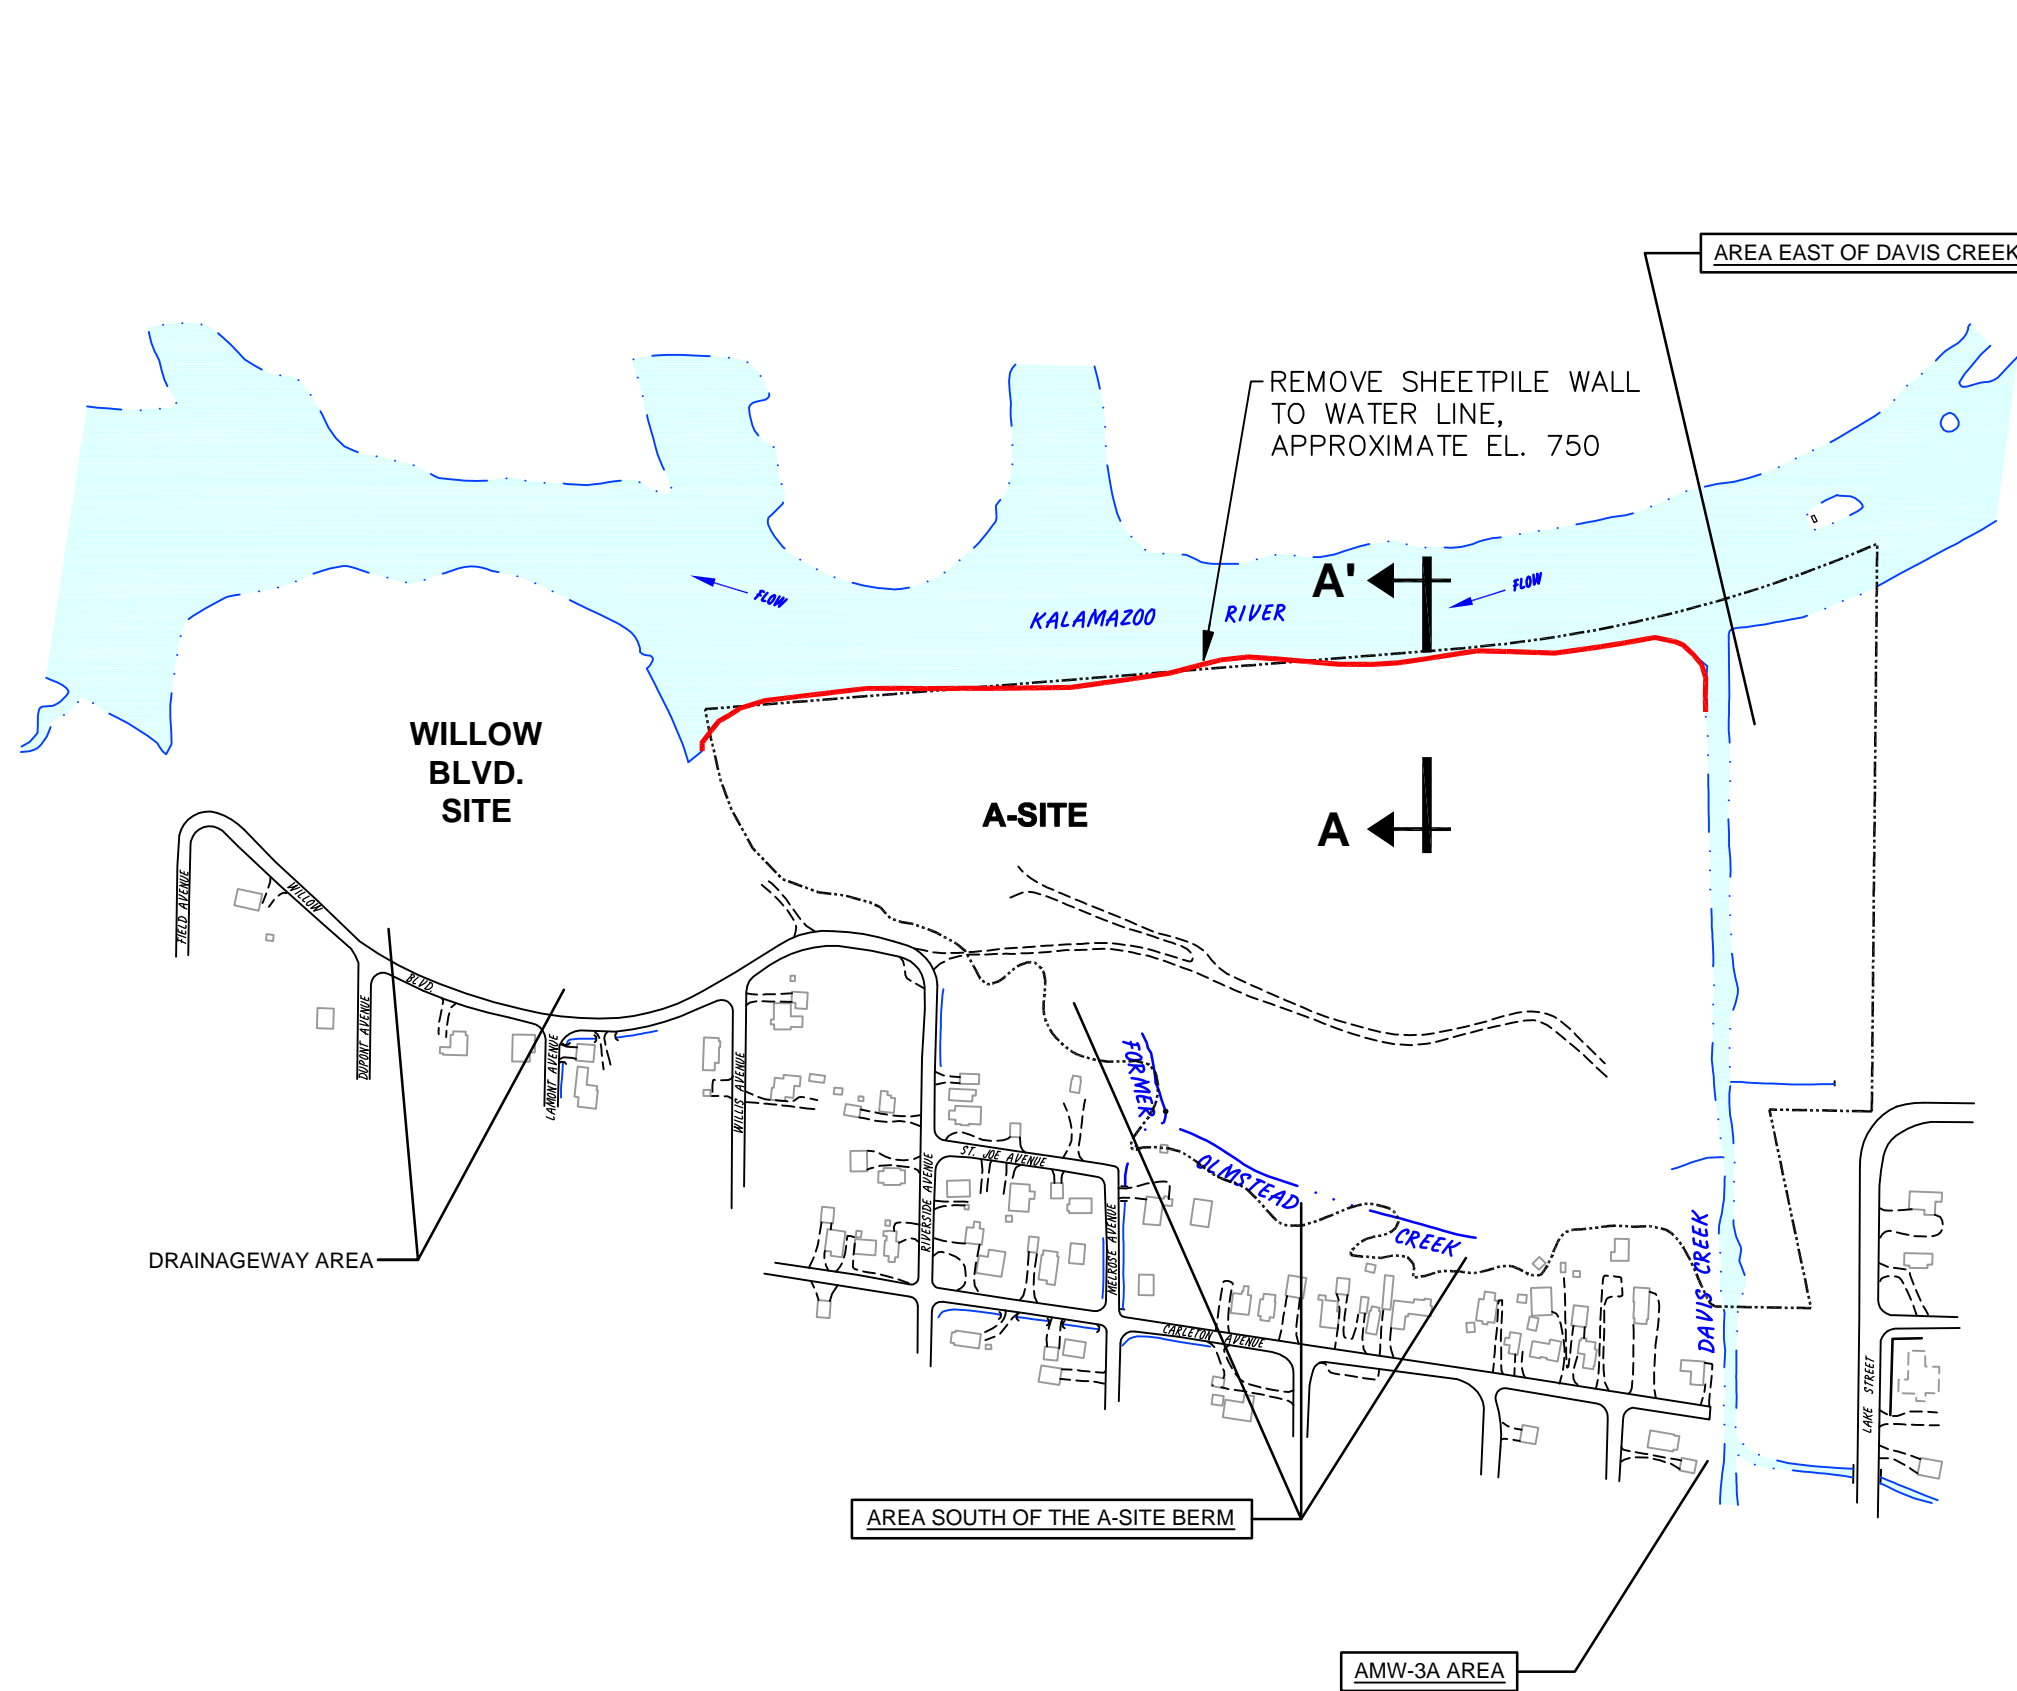 AREA EAST OF DAVIS CREEK
REMOVE SHEETPILE WALL
TO WATER LINE,
APPROXIMATE EL. 750
A'
FLOW
FLOW
KALAMAZOO RIVER
WILLOW
BLVD.
SITE
A-SITE
A
FIELD AVENUE
WILLOW
BLVD.
DUPONT AVENUE
LAMONT AVENUE
WILLIS AVENUE
FORMER
OLMSTEAD
CREEK
ST. JOE AVENUE
RIVERSIDE AVENUE
MELROSE AVENUE
DAVIS CREEK
DRAINAGEWAY AREA
CARLETON AVENUE
LAKE STREET
AREA SOUTH OF THE A-SITE BERM
AMW-3A AREA